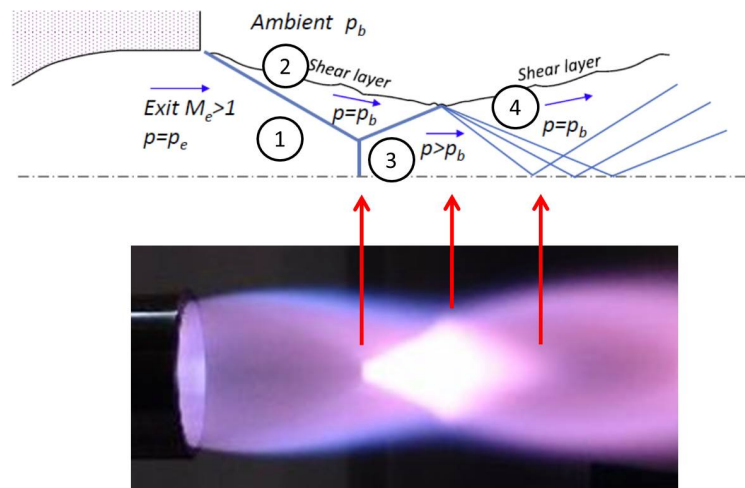 Ambient p_b
2
Shear layer
Shear layer
4
p=p_b
p=p_b
Exit M_e>1
p=p_e
1
3
p>p_b